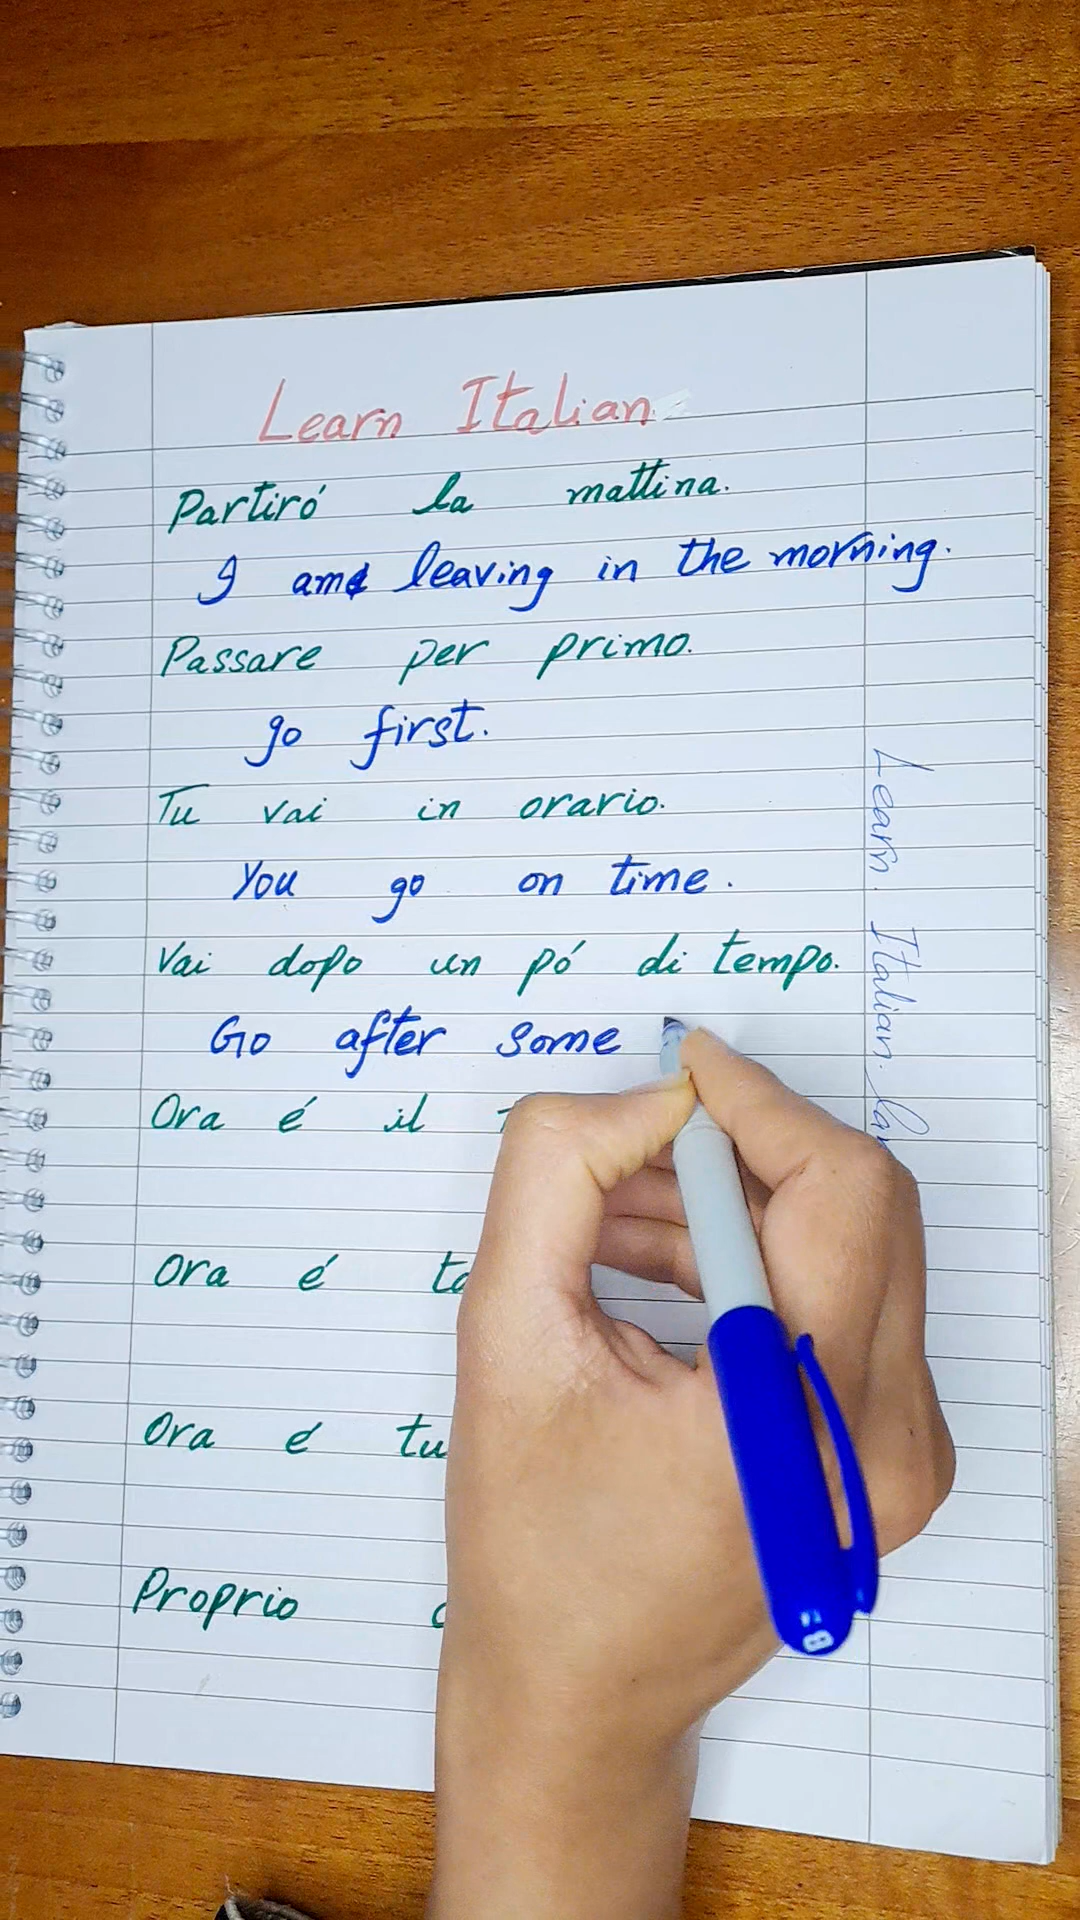 Learn Italian
Partiró la mattina.
I am leaving in the morning.
Passare per primo.
go first.
Tu vai in orario.
You go on time.
Vai dopo un pó di tempo.
Go after some
Ora é il
Ora é
Ora é
Proprio
Learn. Italian.
8